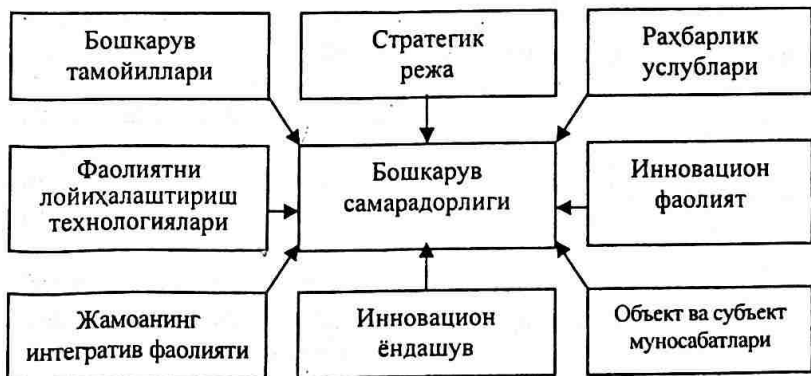 Бошқарув
тамойиллари
Стратегик
режа
Раҳбарлик
услублари
Фаолиятни
лойиҳалаштириш
технологиялари
Бошқарув
самарадорлиги
Инновацион
фаолият
Жамоанинг
интегратив фаолияти
Инновацион
ёндашув
Объект ва субъект
муносабатлари